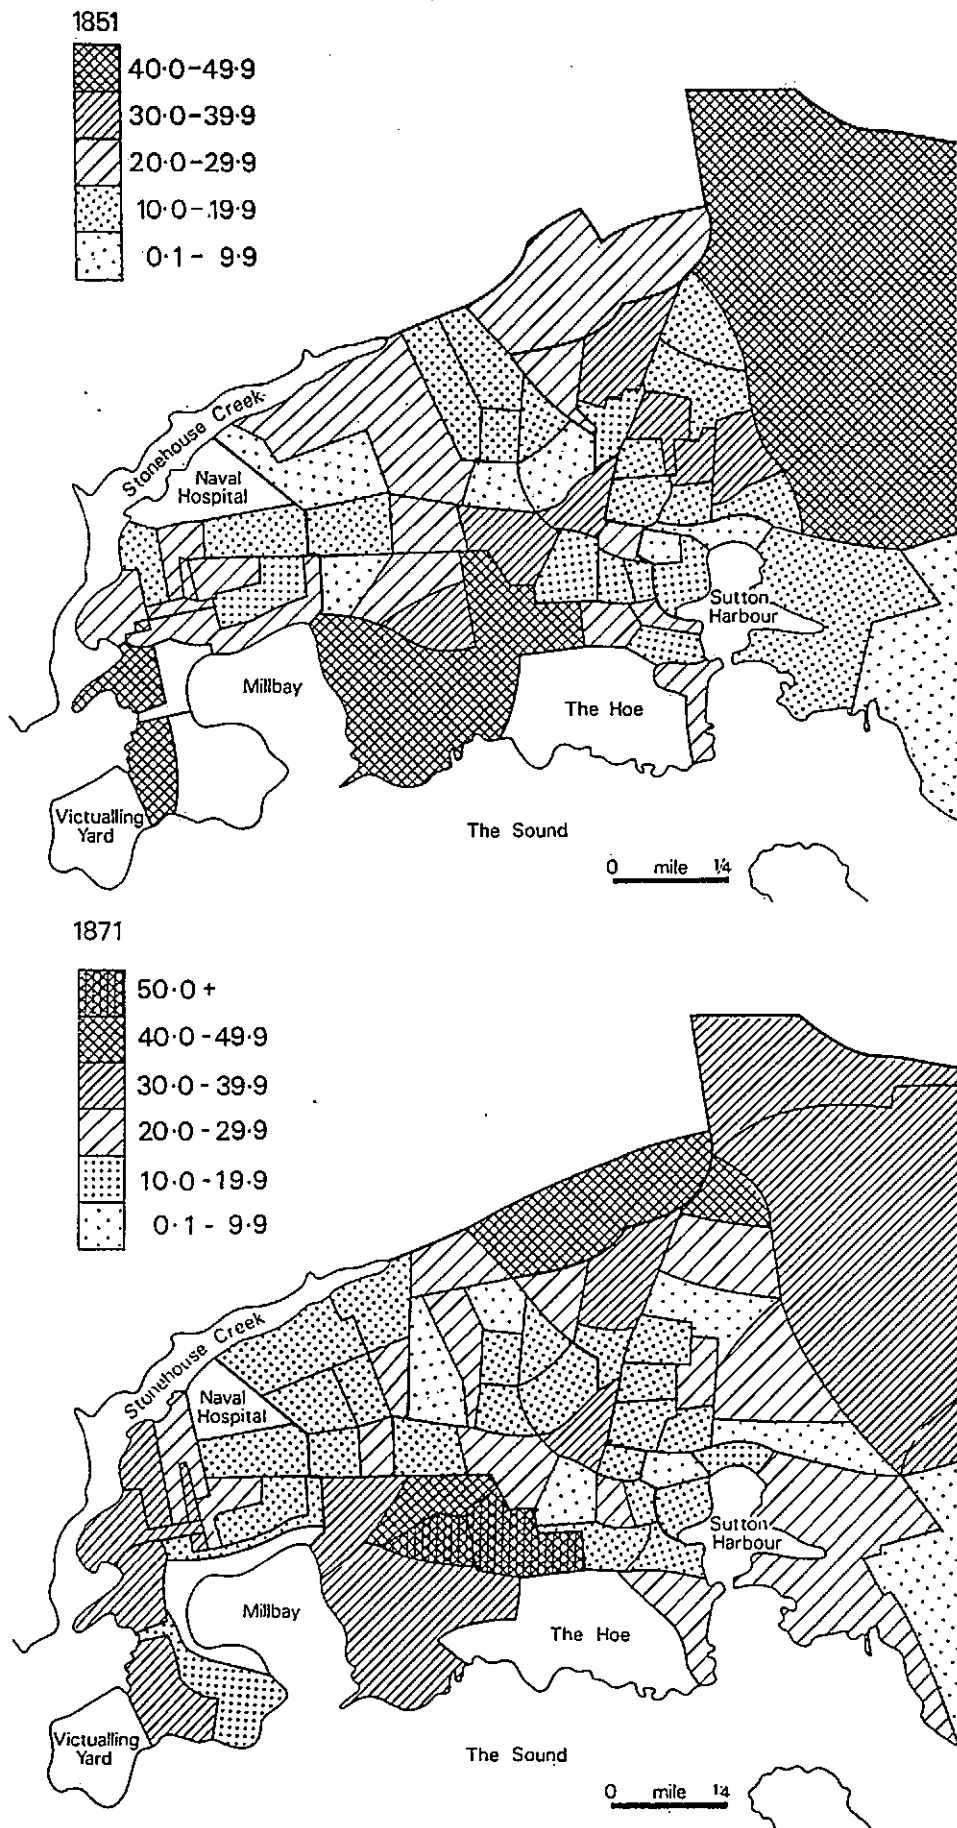 1851
40·0-49·9
30·0-39·9
20·0-29·9
10·0-19·9
0·1- 9·9
Stonehouse Creek
Naval
Hospital
Sutton
Harbour
Millbay
The Hoe
Victualling
Yard
The Sound
0 mile 1/4
1871
50·0+
40·0-49·9
30·0-39·9
20·0-29·9
10·0-19·9
0·1- 9·9
Stonehouse Creek
Naval
Hospital
Sutton
Harbour
Millbay
The Hoe
Victualling
Yard
The Sound
0 mile 1/4